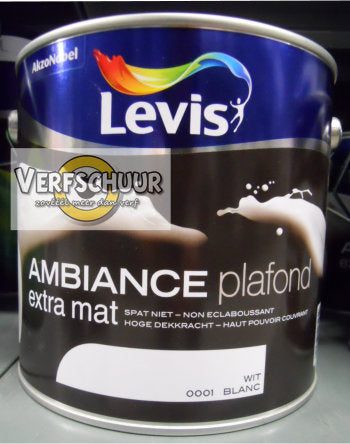 AkzoNobel
Levis
VERFSCHUUR
zoveel meer dan verf
AMBIANCE plafond
extra mat
SPAT NIET – NON ECLABOUSSANT
HOGE DEKKRACHT – HAUT POUVOIR COUVRANT
WIT
0001 BLANC